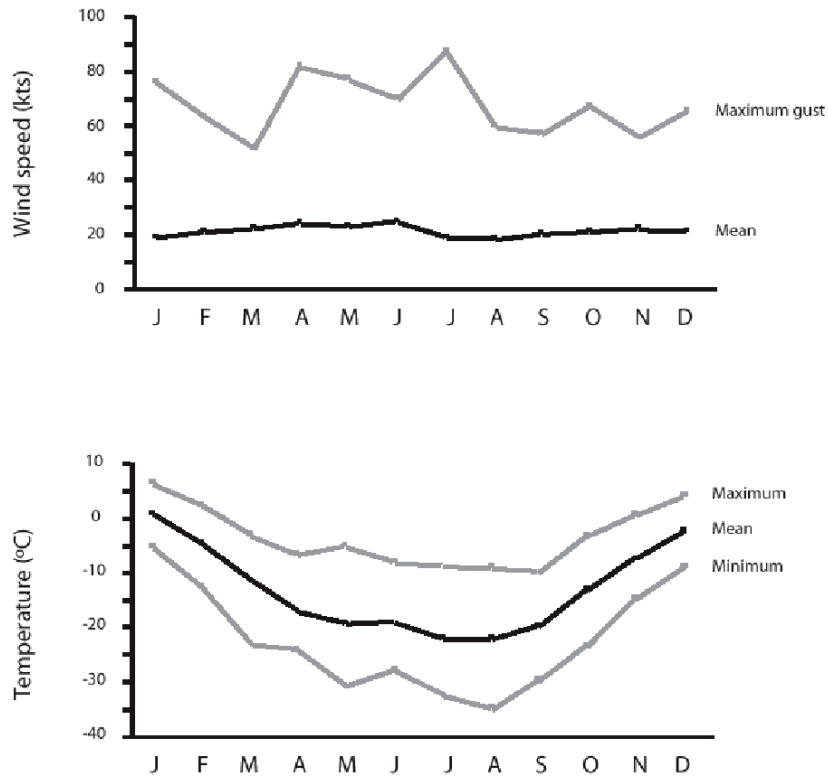 100
80
60
40
20
0
Wind speed (kts)
Maximum gust
Mean
J F M A M J J A S O N D
10
0
-10
-20
-30
-40
Temperature (ºC)
Maximum
Mean
Minimum
J F M A M J J A S O N D